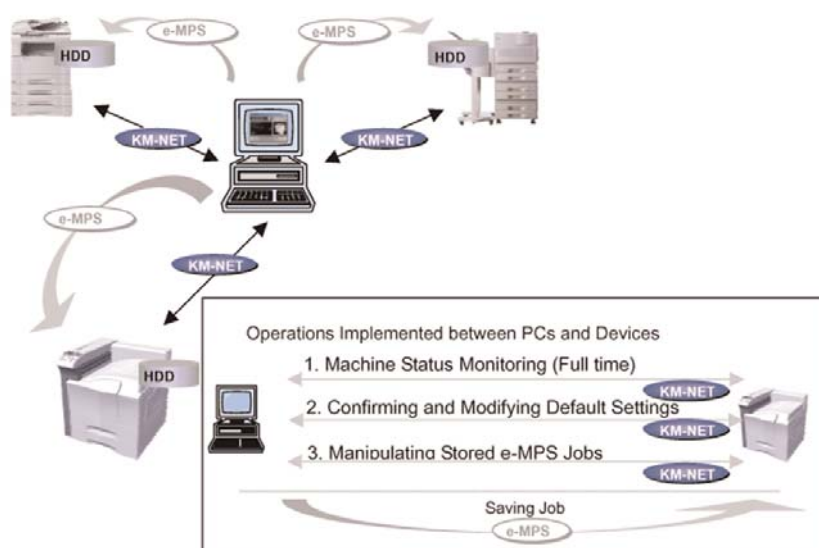 e-MPS
e-MPS
HDD
HDD
KM-NET
KM-NET
e-MPS
KM-NET
HDD
Operations Implemented between PCs and Devices
1. Machine Status Monitoring (Full time)
KM-NET
2. Confirming and Modifying Default Settings
KM-NET
3. Manipulating Stored e-MPS Jobs
KM-NET
Saving Job
e-MPS